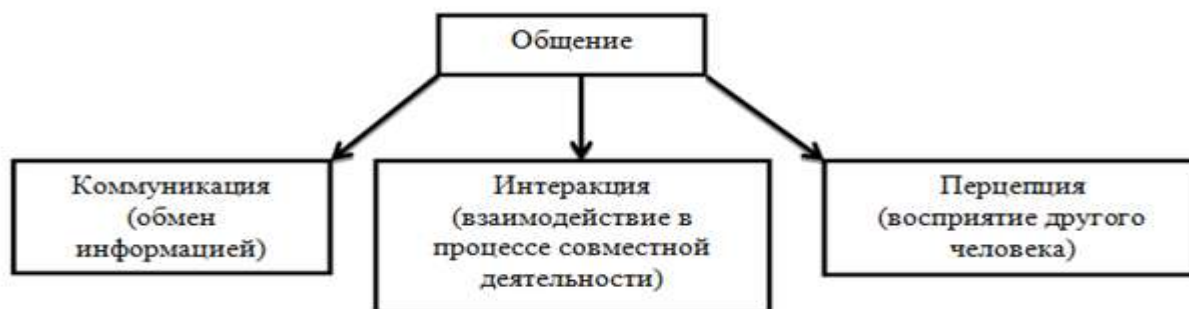 Общение
Коммуникация
(обмен
информацией)
Интеракция
(взаимодействие в
процессе совместной
деятельности)
Перцепция
(восприятие другого
человека)